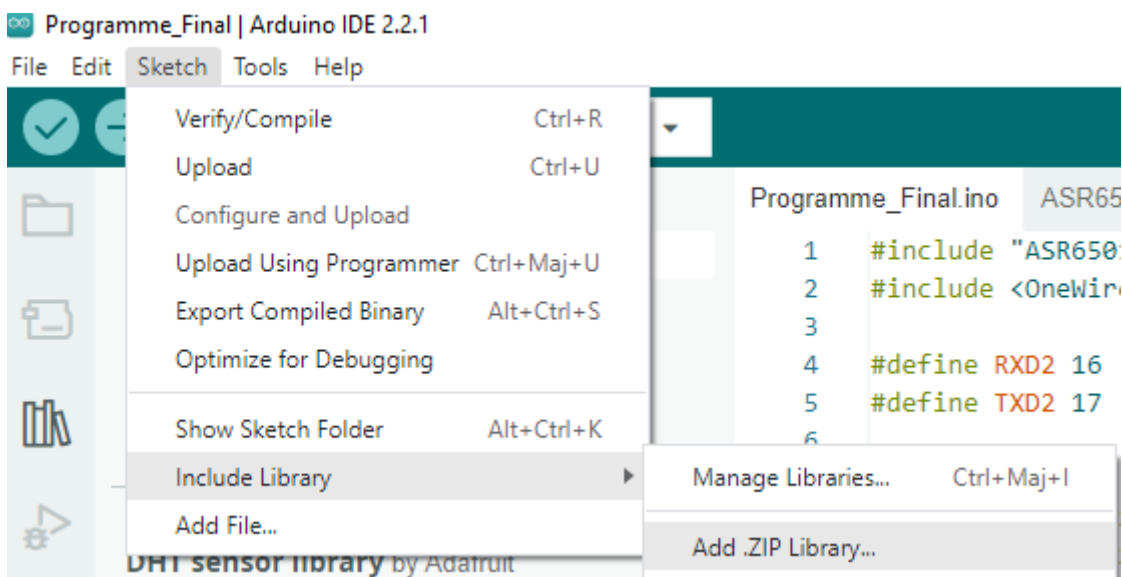 Programme_Final | Arduino IDE 2.2.1
File Edit Sketch Tools Help
Verify/Compile Ctrl+R
Upload Ctrl+U
Configure and Upload
Upload Using Programmer Ctrl+Maj+U
Export Compiled Binary Alt+Ctrl+S
Optimize for Debugging
Show Sketch Folder Alt+Ctrl+K
Include Library
Add File...
DHT sensor library by Adafruit
Programme_Final.ino ASR65
1 #include "ASR650
2 #include <OneWir
3
4 #define RXD2 16
5 #define TXD2 17
6
Manage Libraries... Ctrl+Maj+I
Add .ZIP Library...